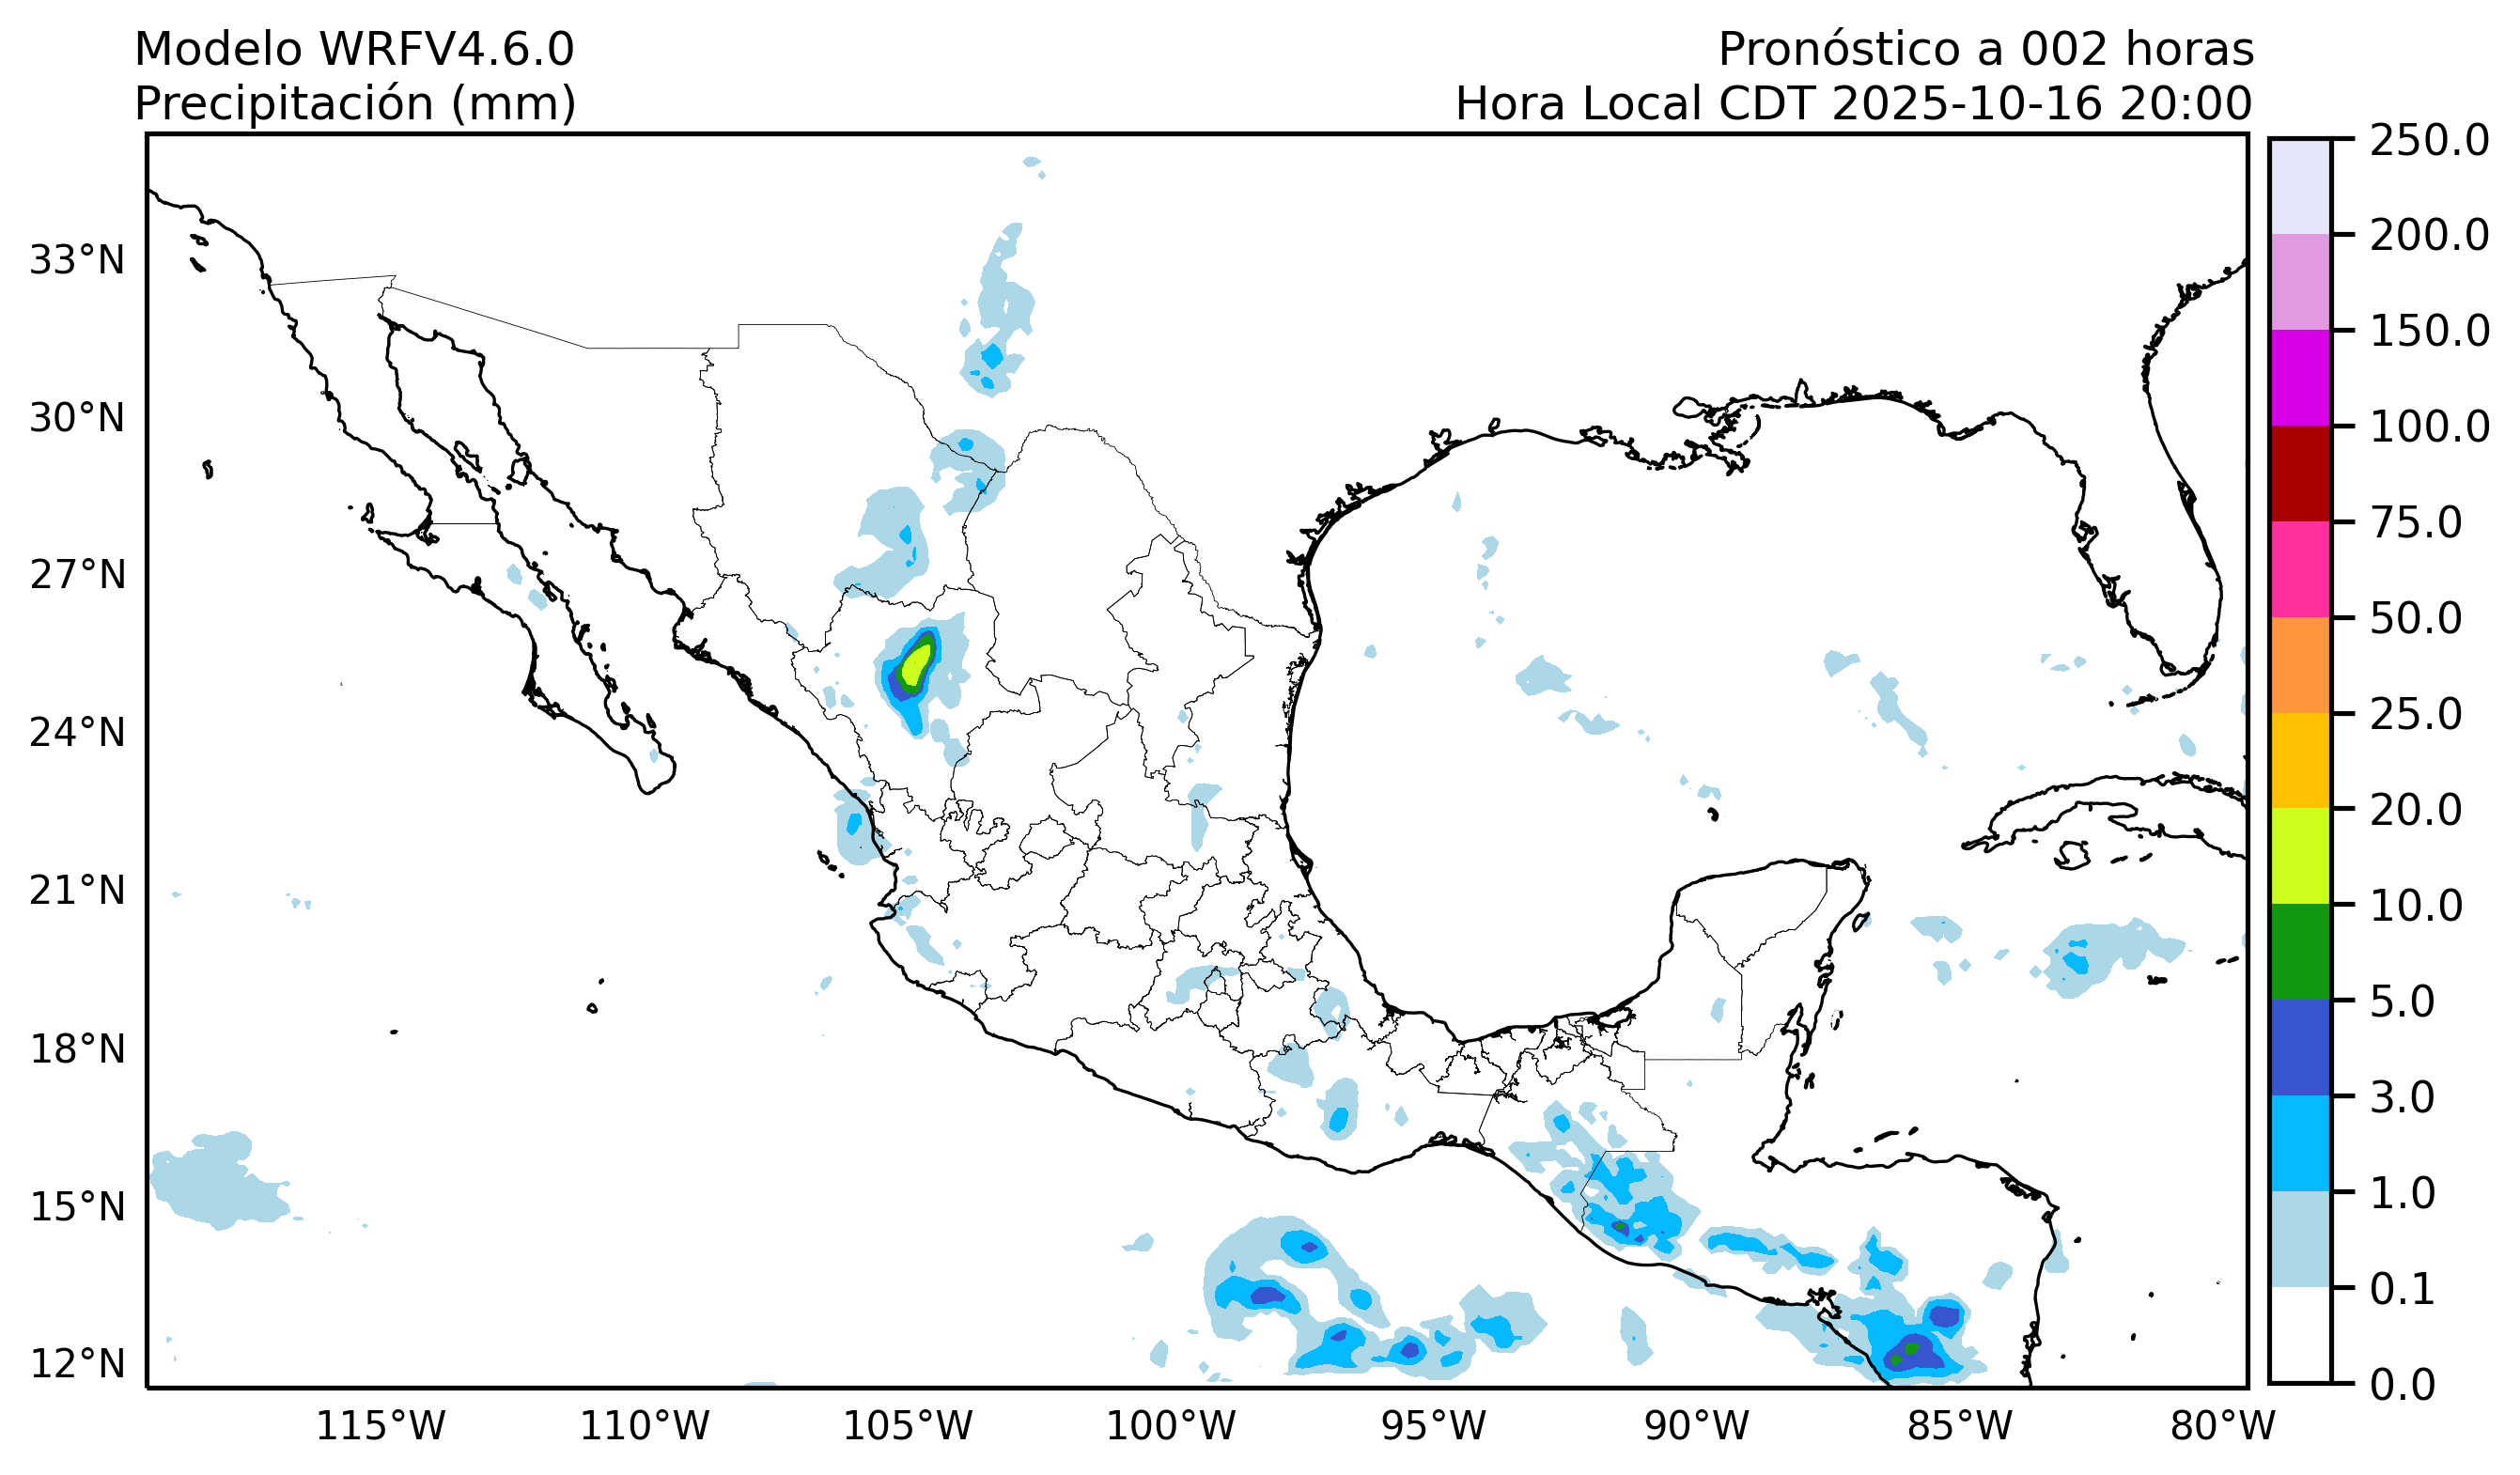 Modelo WRFV4.6.0
Precipitación (mm)
Pronóstico a 002 horas
Hora Local CDT 2025-10-16 20:00
33°N
30°N
27°N
24°N
21°N
18°N
15°N
12°N
115°W
110°W
105°W
100°W
95°W
90°W
85°W
80°W
250.0
200.0
150.0
100.0
75.0
50.0
25.0
20.0
10.0
5.0
3.0
1.0
0.1
0.0